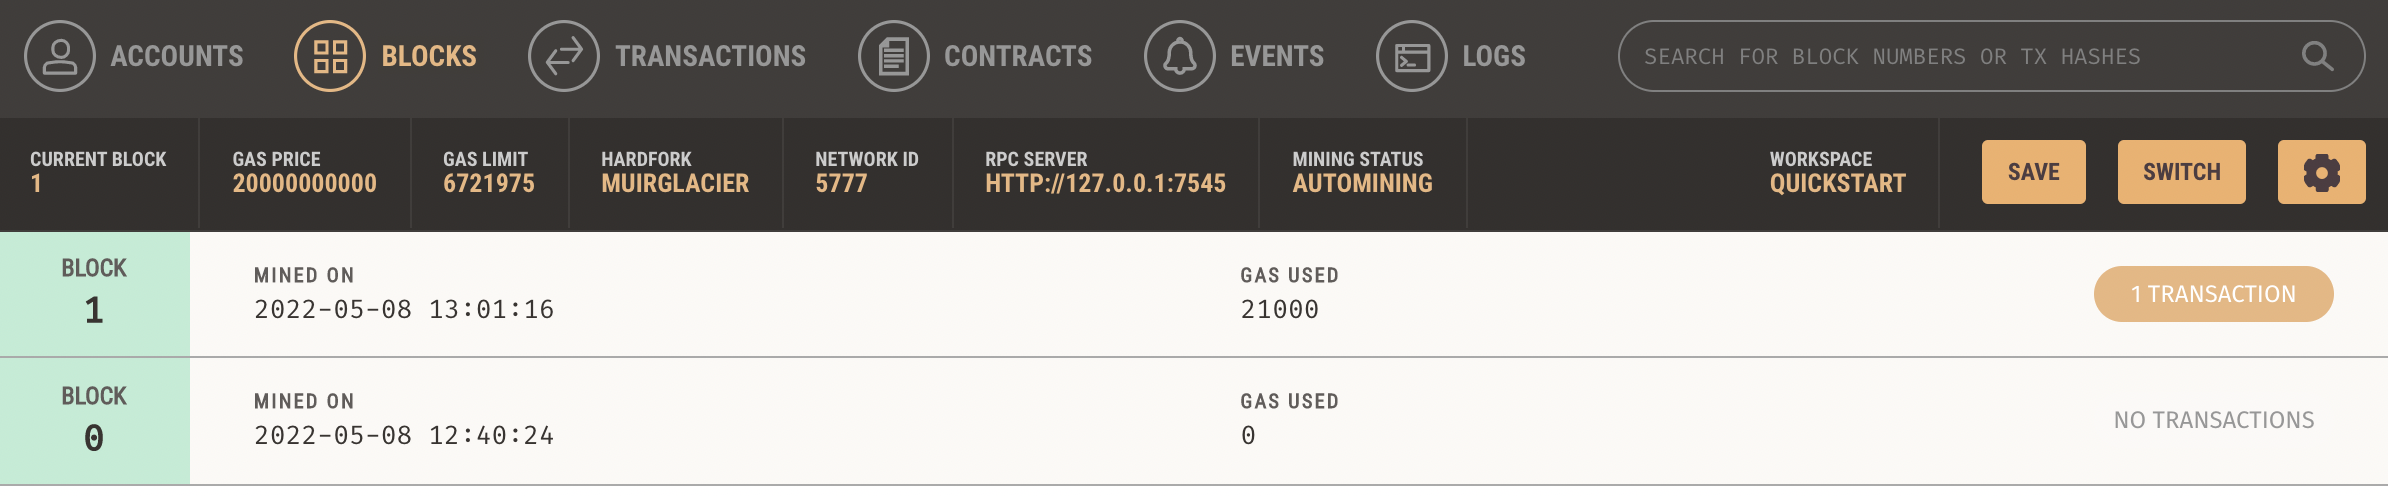 ACCOUNTS BLOCKS TRANSACTIONS CONTRACTS EVENTS LOGS SEARCH FOR BLOCK NUMBERS OR TX HASHES
CURRENT BLOCK GAS PRICE GAS LIMIT HARDFORK NETWORK ID RPC SERVER MINING STATUS WORKSPACE
1 20000000000 6721975 MUIRGLACIER 5777 HTTP://127.0.0.1:7545 AUTOMINING QUICKSTART SAVE SWITCH
BLOCK MINED ON GAS USED
1 2022-05-08 13:01:16 21000 1 TRANSACTION
BLOCK MINED ON GAS USED
0 2022-05-08 12:40:24 0 NO TRANSACTIONS